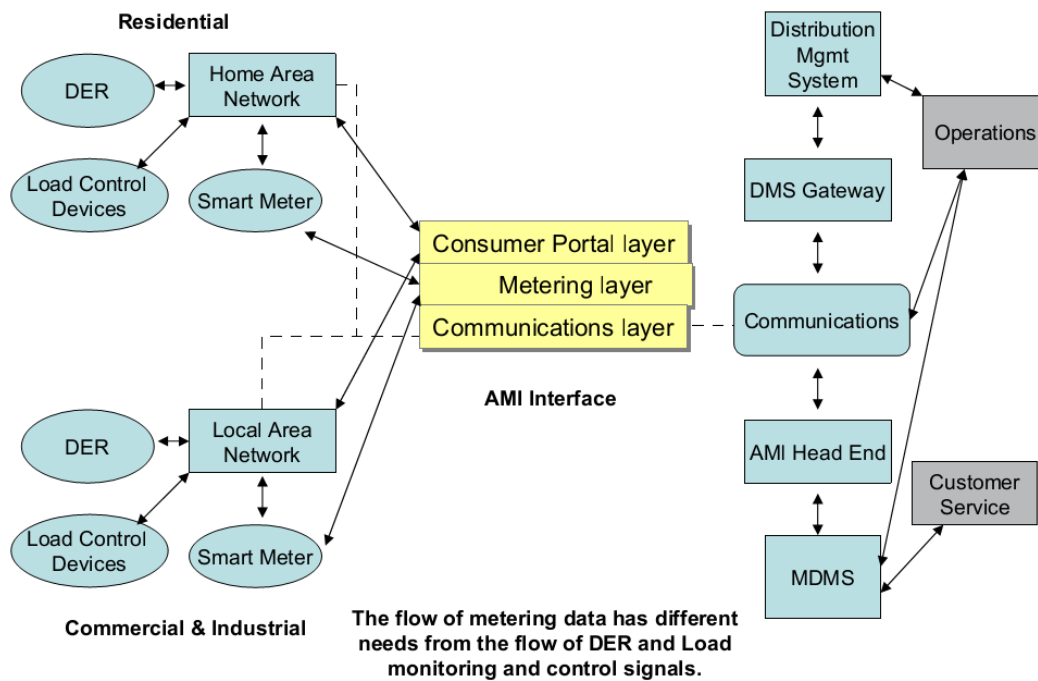 Residential
DER
Home Area
Network
Load Control
Devices
Smart Meter
Distribution
Mgmt
System
Operations
DMS Gateway
Consumer Portal layer
Metering layer
Communications layer
Communications
AMI Interface
DER
Local Area
Network
AMI Head End
Load Control
Devices
Smart Meter
Customer
Service
MDMS
Commercial & Industrial
The flow of metering data has different
needs from the flow of DER and Load
monitoring and control signals.